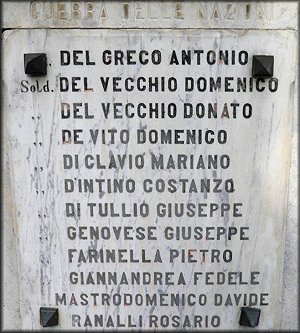 GUERRA DELLE NAZIONI
. DEL GRECO ANTONIO
Sold. DEL VECCHIO DOMENICO
DEL VECCHIO DONATO
DE VITO DOMENICO
DI CLAVIO MARIANO
D'INTINO COSTANZO
DI TULLIO GIUSEPPE
GENOVESE GIUSEPPE
FARINELLA PIETRO
GIANNANDREA FEDELE
MASTRODOMENICO DAVIDE
RANALLI ROSARIO